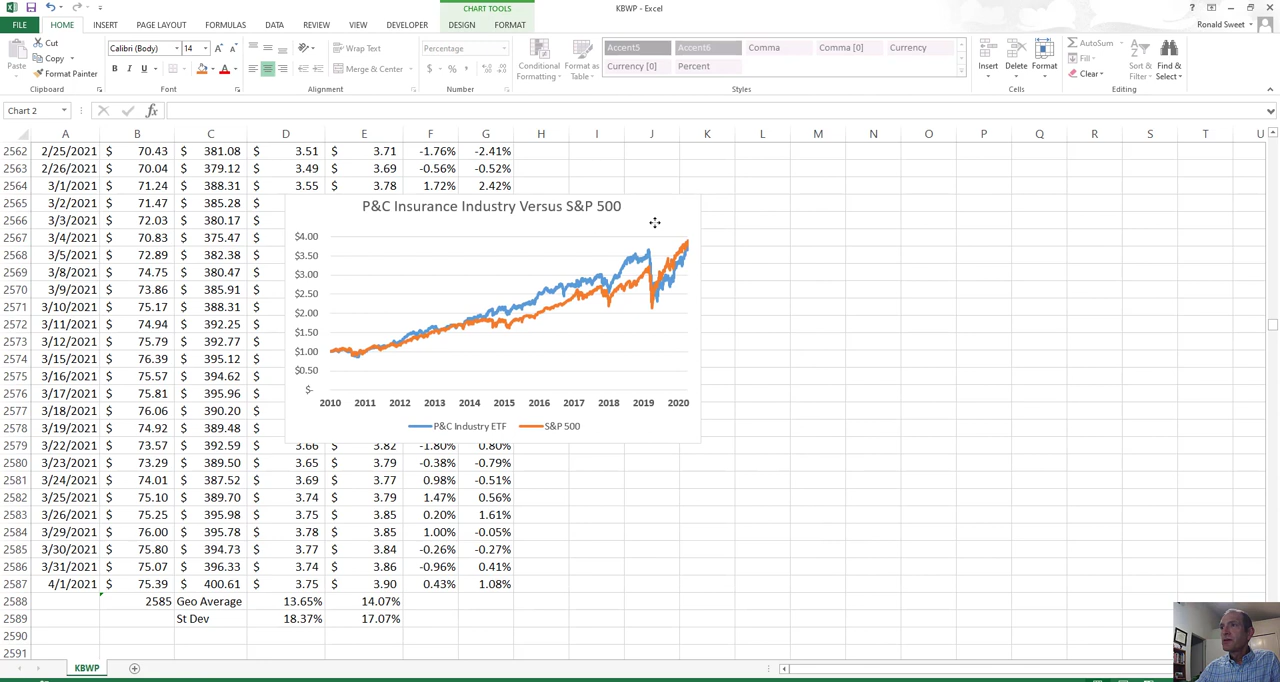 CHART TOOLS
KBWP - Excel
FILE HOME INSERT PAGE LAYOUT FORMULAS DATA REVIEW VIEW DEVELOPER DESIGN FORMAT
Ronald Sweet
Paste
Cut
Copy
Format Painter
Calibri (Body) 14
B I U
Wrap Text
Merge & Center
Percentage
$ % ,
Conditional Formatting
Format as Table
Accent5 Accent6 Comma Comma [0] Currency
Currency [0] Percent
Insert Delete Format
AutoSum
Fill
Clear
Sort & Filter
Find & Select
Clipboard Font Alignment Number Styles Cells Editing
Chart 2 fx
A B C D E F G H I J K L M N O P Q R S T U
2562 2/25/2021 $ 70.43 $ 381.08 $ 3.51 $ 3.71 -1.76% -2.41%
2563 2/26/2021 $ 70.04 $ 379.12 $ 3.49 $ 3.69 -0.56% -0.52%
2564 3/1/2021 $ 71.24 $ 388.31 $ 3.55 $ 3.78 1.72% 2.42%
2565 3/2/2021 $ 71.47 $ 385.28 $
2566 3/3/2021 $ 72.03 $ 380.17 $
2567 3/4/2021 $ 70.83 $ 375.47 $
2568 3/5/2021 $ 72.89 $ 382.38 $
2569 3/8/2021 $ 74.75 $ 380.47 $
2570 3/9/2021 $ 73.86 $ 385.91 $
2571 3/10/2021 $ 75.17 $ 388.31 $
2572 3/11/2021 $ 74.94 $ 392.25 $
2573 3/12/2021 $ 75.79 $ 392.77 $
2574 3/15/2021 $ 76.39 $ 395.12 $
2575 3/16/2021 $ 75.57 $ 394.62 $
2576 3/17/2021 $ 75.81 $ 395.96 $
2577 3/18/2021 $ 76.06 $ 390.20 $
2578 3/19/2021 $ 74.92 $ 389.48 $
P&C Insurance Industry Versus S&P 500
$4.00
$3.50
$3.00
$2.50
$2.00
$1.50
$1.00
$0.50
$-
2010 2011 2012 2013 2014 2015 2016 2017 2018 2019 2020
P&C Industry ETF S&P 500
2579 3/22/2021 $ 73.57 $ 392.59 $ 3.66 $ 3.82 -1.80% 0.80%
2580 3/23/2021 $ 73.29 $ 389.50 $ 3.65 $ 3.79 -0.38% -0.79%
2581 3/24/2021 $ 74.01 $ 387.52 $ 3.69 $ 3.77 0.98% -0.51%
2582 3/25/2021 $ 75.10 $ 389.70 $ 3.74 $ 3.79 1.47% 0.56%
2583 3/26/2021 $ 75.25 $ 395.98 $ 3.75 $ 3.85 0.20% 1.61%
2584 3/29/2021 $ 76.00 $ 395.78 $ 3.78 $ 3.85 1.00% -0.05%
2585 3/30/2021 $ 75.80 $ 394.73 $ 3.77 $ 3.84 -0.26% -0.27%
2586 3/31/2021 $ 75.07 $ 396.33 $ 3.74 $ 3.86 -0.96% 0.41%
2587 4/1/2021 $ 75.39 $ 400.61 $ 3.75 $ 3.90 0.43% 1.08%
2588 2585 Geo Average 13.65% 14.07%
2589 St Dev 18.37% 17.07%
2590
2591
KBWP